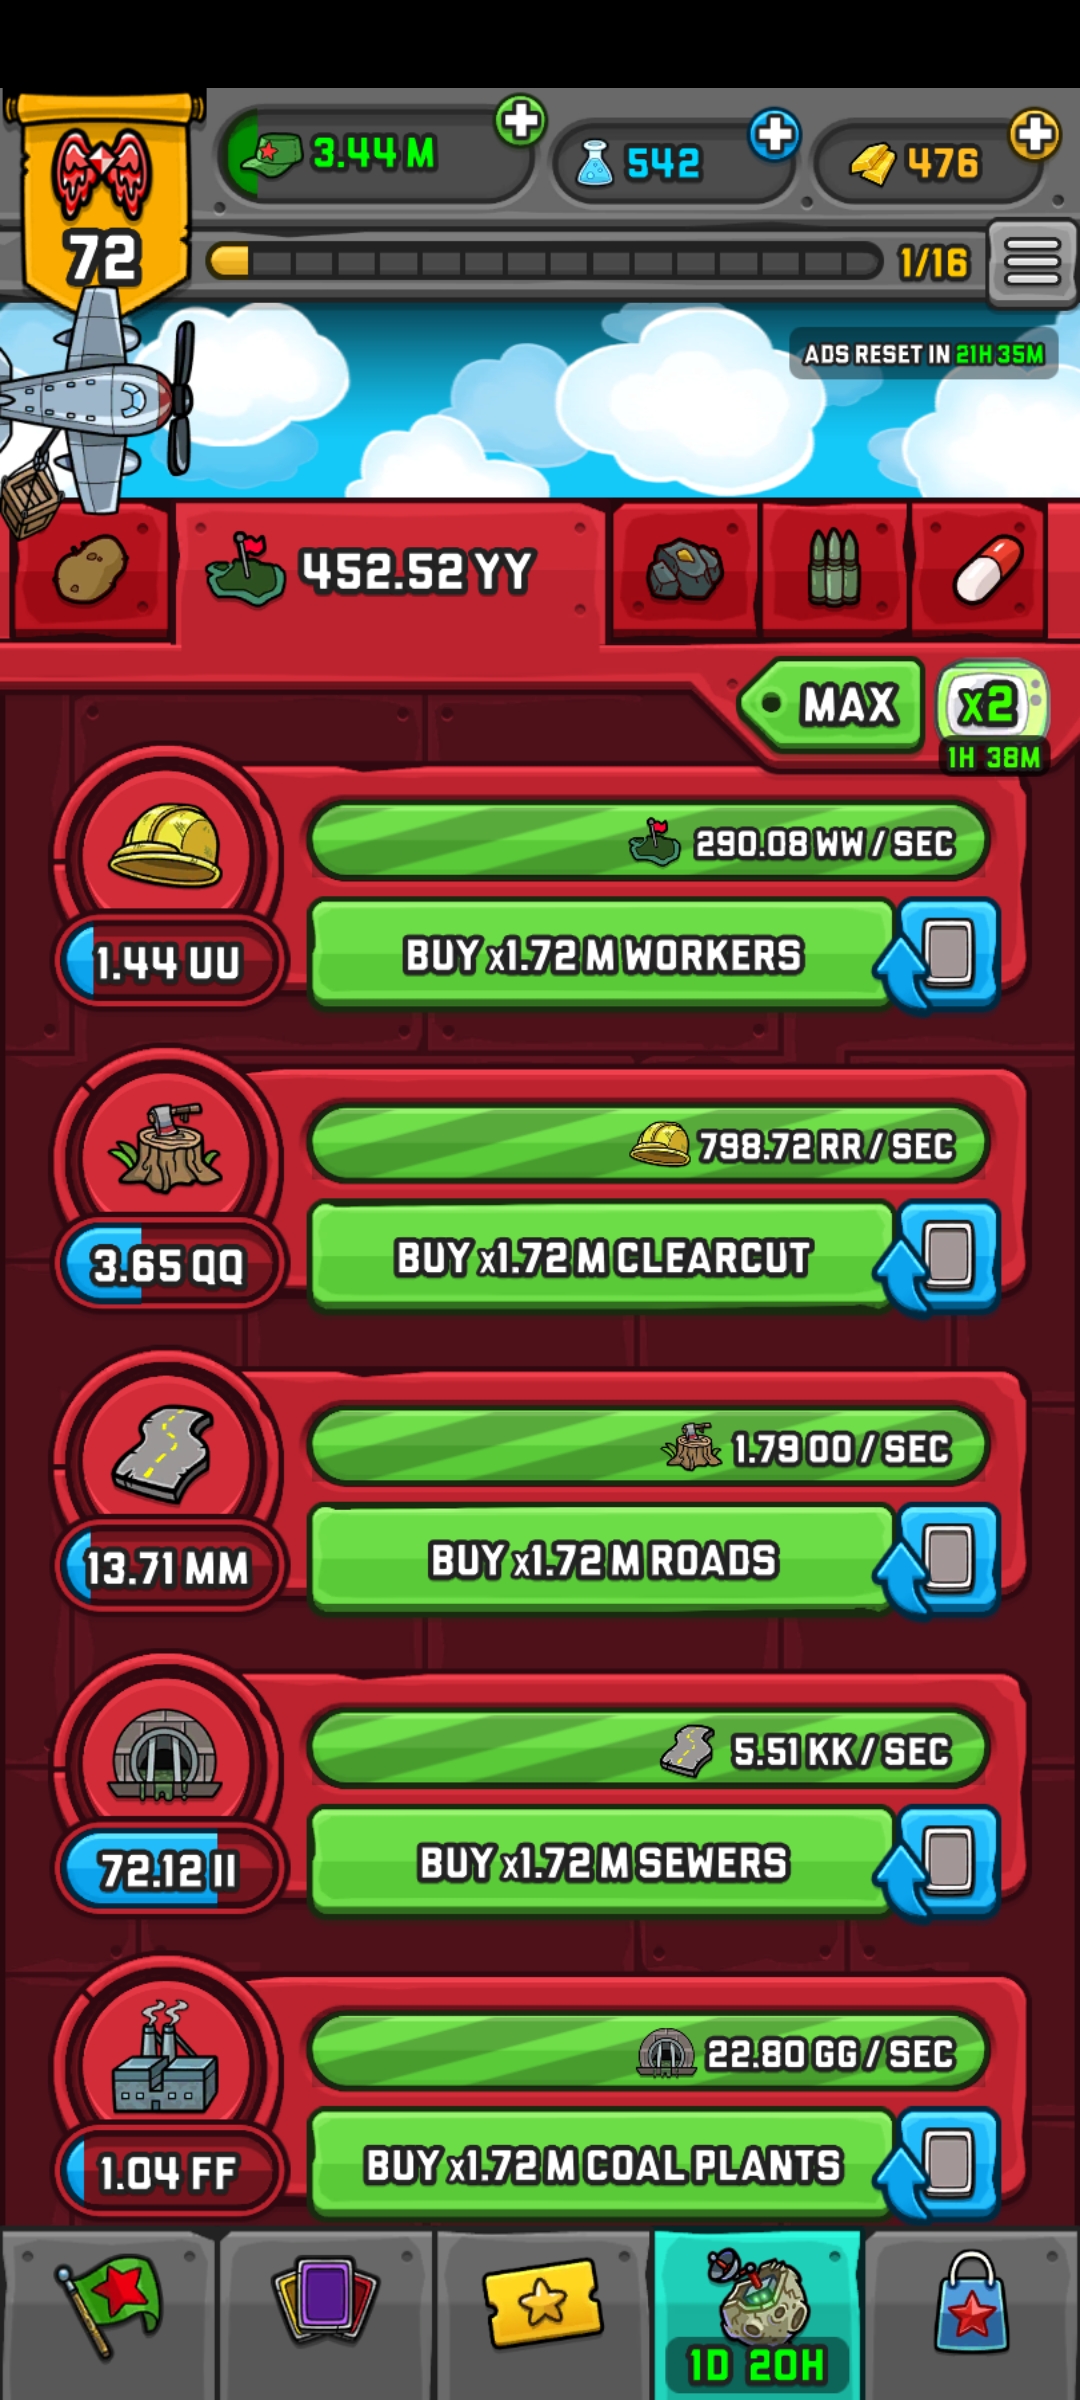 3.44 M
542
476
72
1/16
ADS RESET IN 21H 35M
452.52 YY
MAX
x2
1H 38M
290.08 WW / SEC
1.44 UU
BUY x1.72 M WORKERS
798.72 RR / SEC
3.65 QQ
BUY x1.72 M CLEARCUT
1.79 OO / SEC
13.71 MM
BUY x1.72 M ROADS
5.51 KK / SEC
72.12 II
BUY x1.72 M SEWERS
22.80 GG / SEC
1.04 FF
BUY x1.72 M COAL PLANTS
1D 20H